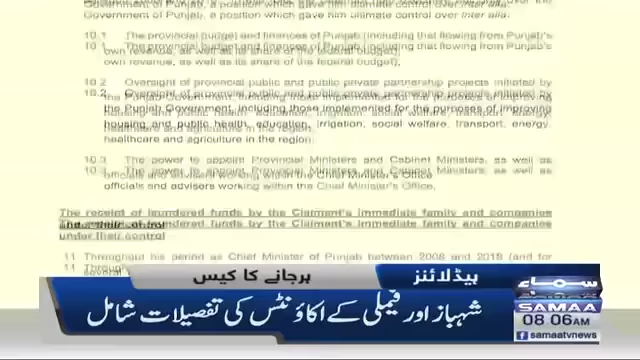 Government of Punjab, a position which gave him ultimate control over inter alia:
10.1 The provincial budget and finances of Punjab (including that flowing from Punjab's
own revenue, as well as its share of the federal budget);
10.2 Oversight of provincial public and public private partnership projects initiated by
the Punjab Government, including those implemented for the purposes of improving
housing and public health, education, irrigation, social welfare, transport, energy,
healthcare and agriculture in the region;
10.3 The power to appoint Provincial Ministers and Cabinet Ministers, as well as
officials and advisers working within the Chief Minister's Office.
The receipt of laundered funds by the Claimant's immediate family and companies
under their control
11 Throughout his period as Chief Minister of Punjab between 2008 and 2018 (and for
several
ہرجانے کا کیس
ہیڈلائنز
شہباز اور فیملی کے اکاؤنٹس کی تفصیلات شامل
سماء
SAMAA
08:06AM
samaatvnews